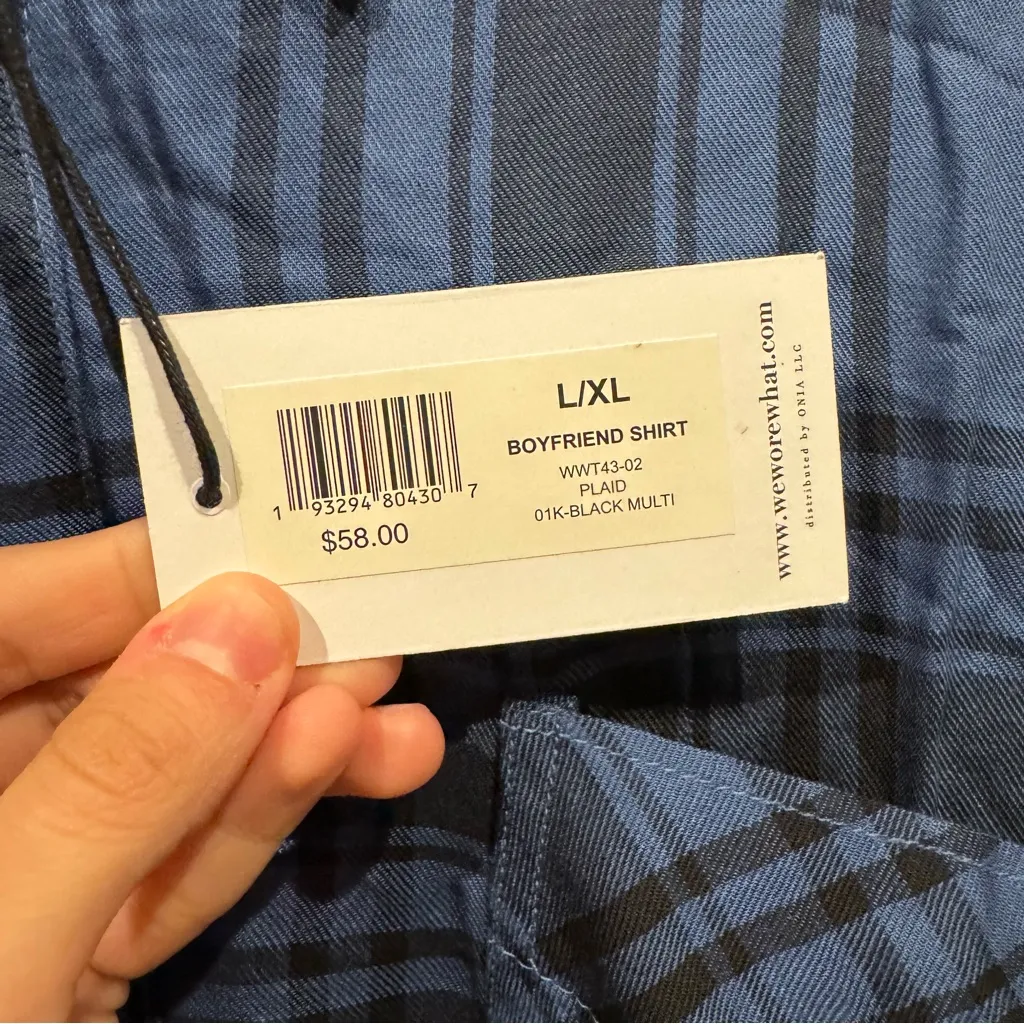 1 93294 80430 7
$58.00
L/XL
BOYFRIEND SHIRT
WWT43-02
PLAID
01K-BLACK MULTI
www.weworewhat.com
distributed by ONIA LLC